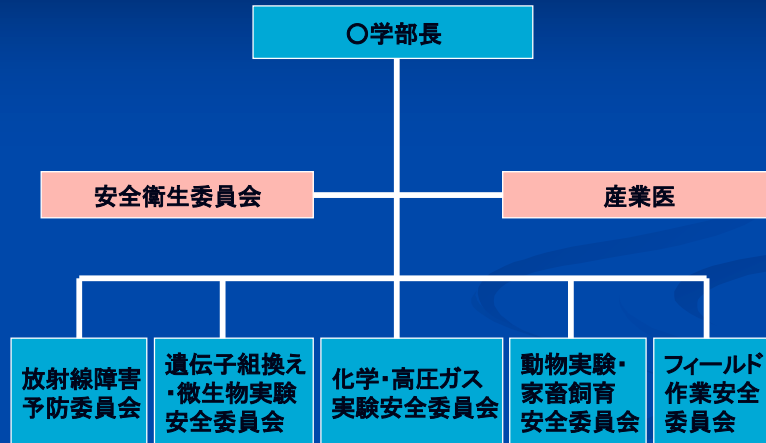 〇学部長
安全衛生委員会
産業医
放射線障害
予防委員会
遺伝子組換え
・微生物実験
安全委員会
化学・高圧ガス
実験安全委員会
動物実験・
家畜飼育
安全委員会
フィールド
作業安全
委員会